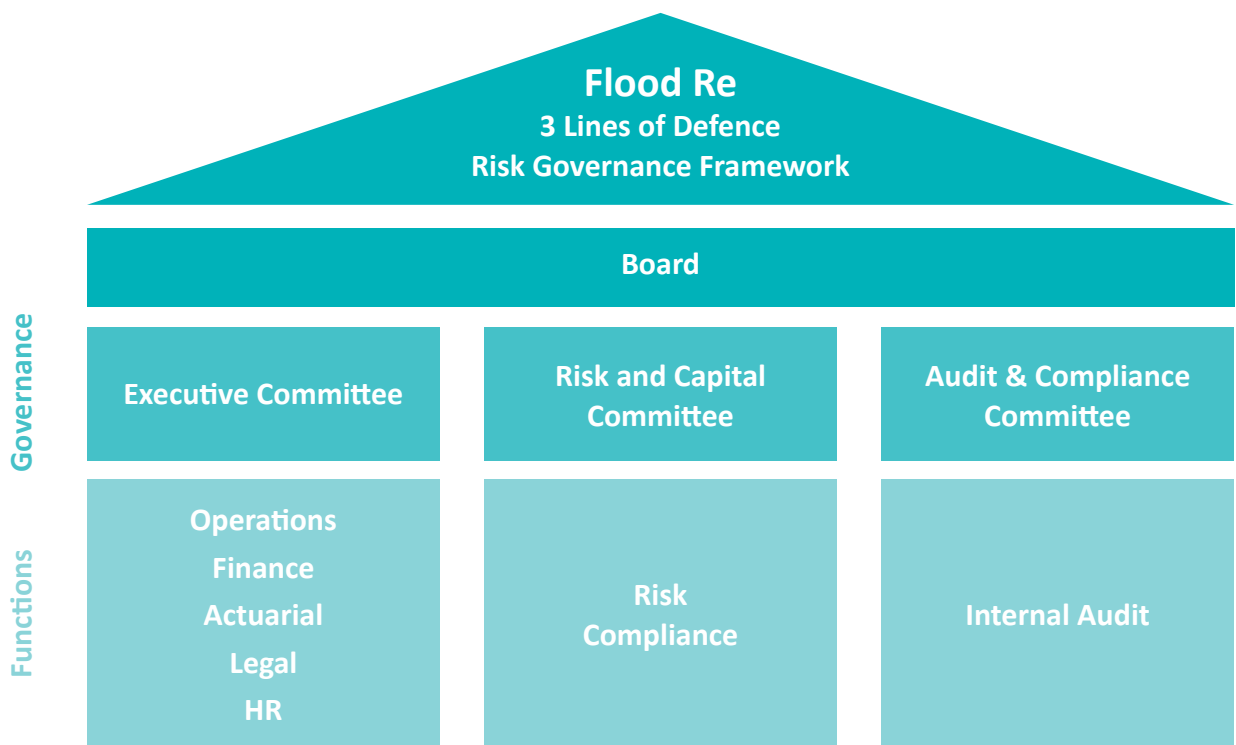 Flood Re
3 Lines of Defence
Risk Governance Framework
Board
Governance
Executive Committee
Risk and Capital
Committee
Audit & Compliance
Committee
Functions
Operations
Finance
Actuarial
Legal
HR
Risk
Compliance
Internal Audit